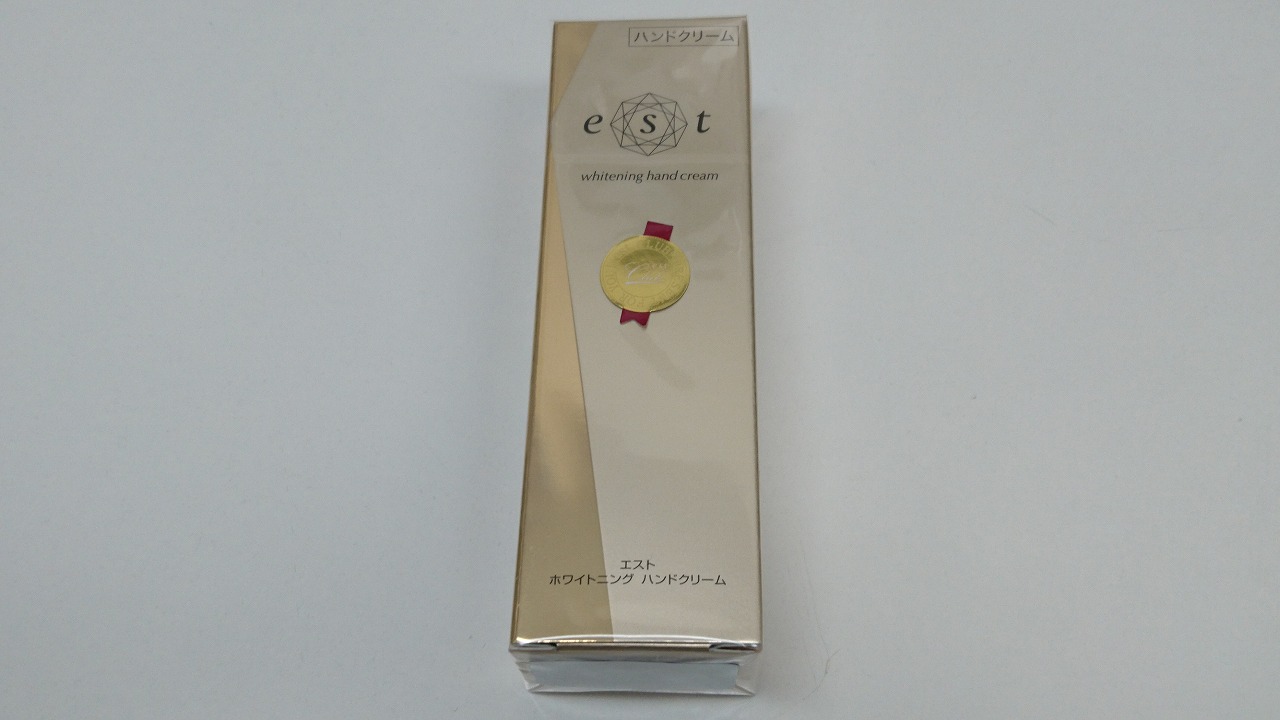 ハンドクリーム
est
whitening hand cream
エスト
ホワイトニング ハンドクリーム